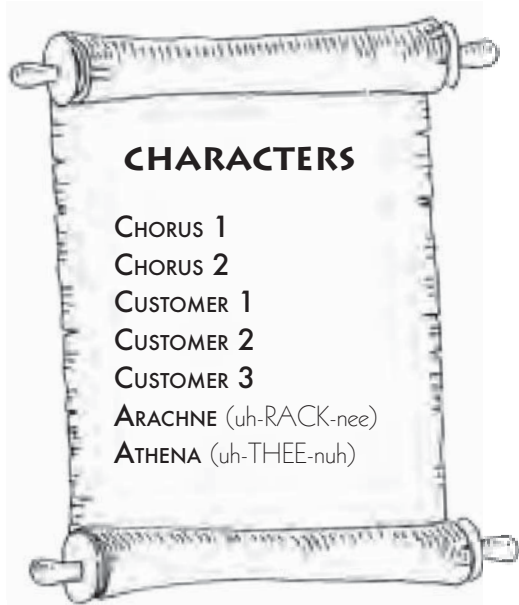 CHARACTERS
CHORUS 1
CHORUS 2
CUSTOMER 1
CUSTOMER 2
CUSTOMER 3
ARACHNE (uh-RACK-nee)
ATHENA (uh-THEE-nuh)